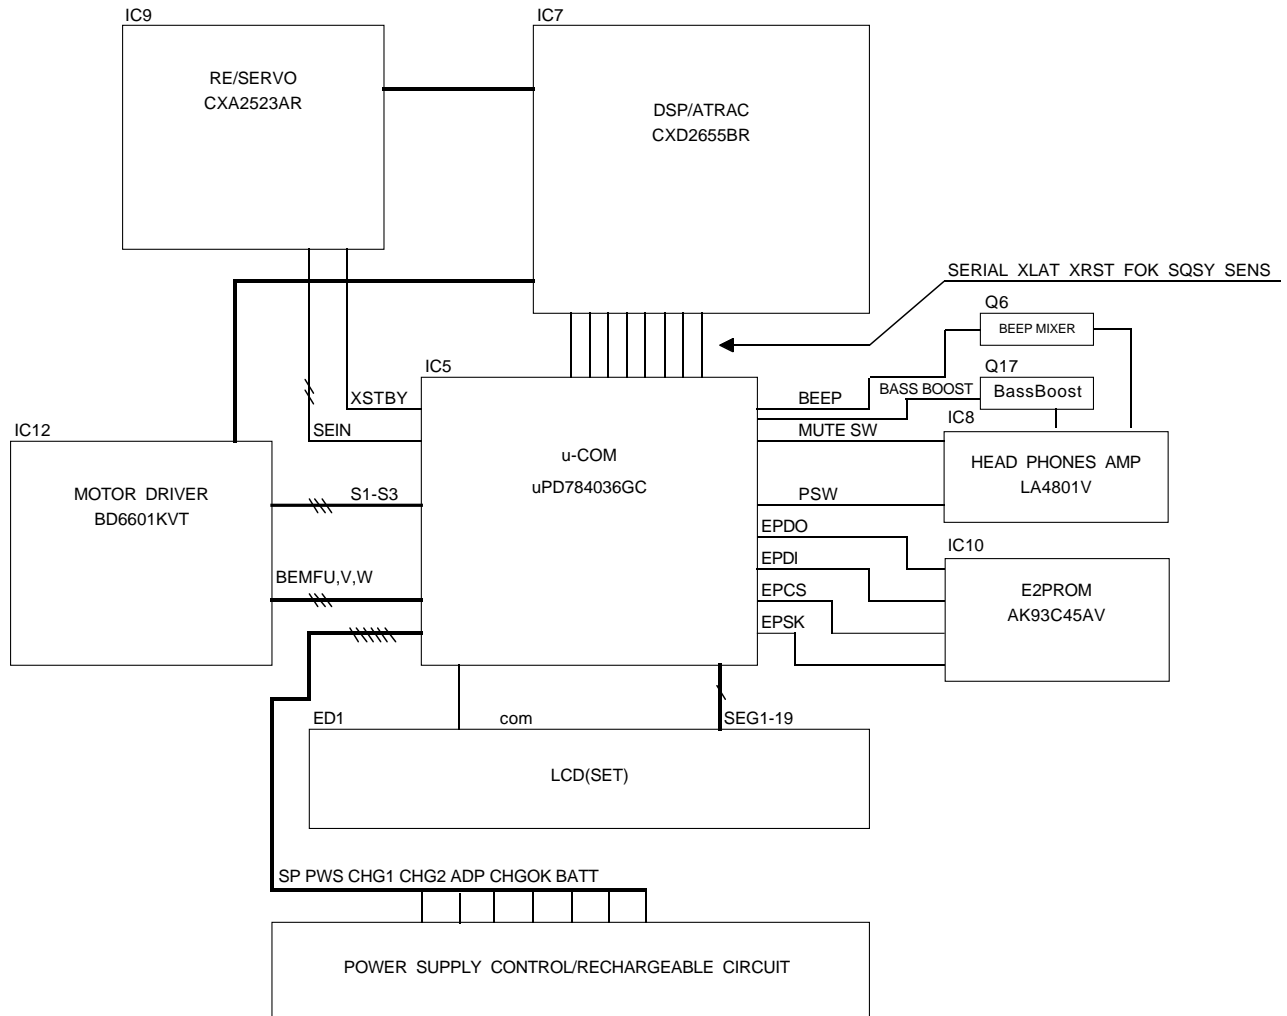 IC9
IC7
RE/SERVO
CXA2523AR
DSP/ATRAC
CXD2655BR
SERIAL XLAT XRST FOK SQSY SENS
Q6
BEEP MIXER
IC5
Q17
XSTBY
BEEP
BASS BOOST
BassBoost
IC8
IC12
SEIN
MUTE SW
u-COM
uPD784036GC
HEAD PHONES AMP
LA4801V
MOTOR DRIVER
BD6601KVT
S1-S3
PSW
EPDO
IC10
EPDI
BEMFU,V,W
EPCS
E2PROM
AK93C45AV
EPSK
ED1
com
SEG1-19
LCD(SET)
SP PWS CHG1 CHG2 ADP CHGOK BATT
POWER SUPPLY CONTROL/RECHARGEABLE CIRCUIT